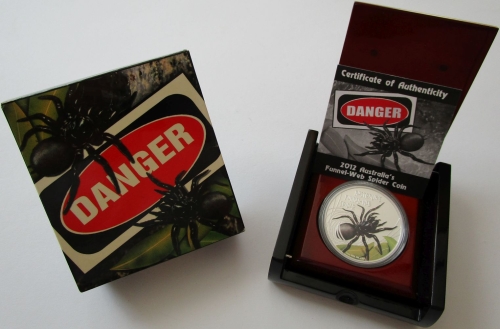 DANGER
Certificate of Authenticity
DANGER
2012 Australia's
Funnel-Web Spider Coin